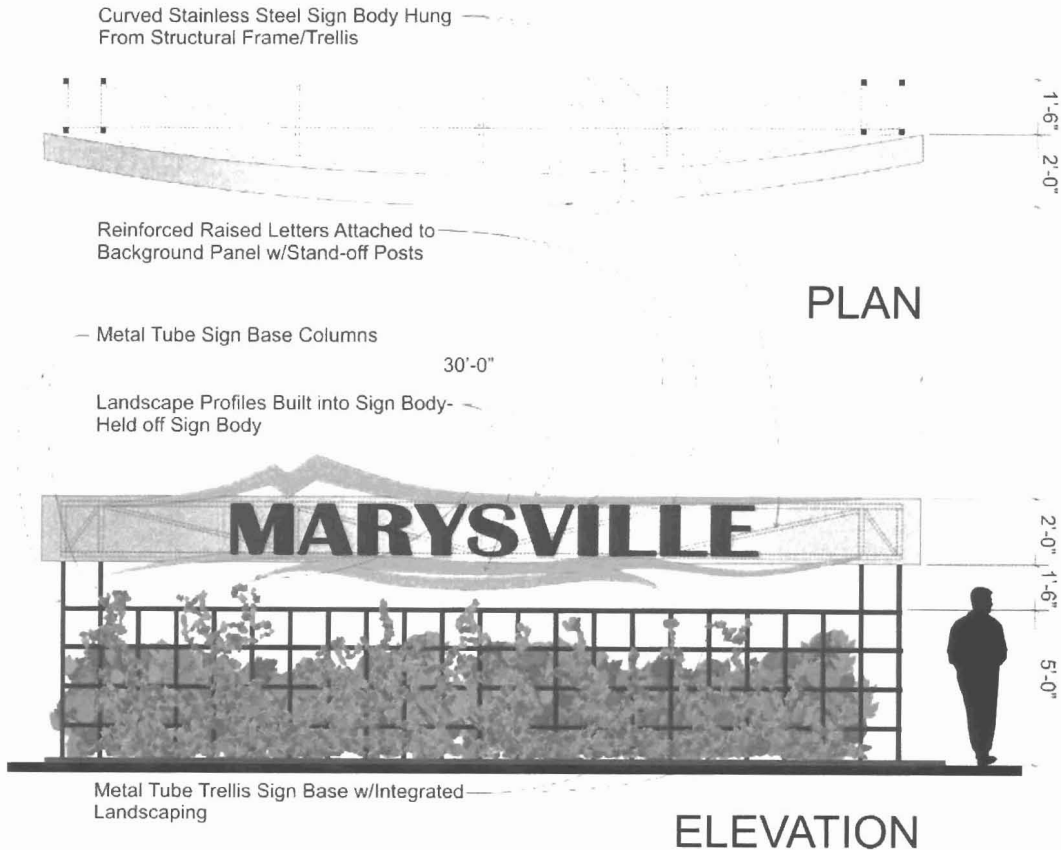 Curved Stainless Steel Sign Body Hung
From Structural Frame/Trellis
1'-6"
2'-0"
Reinforced Raised Letters Attached to
Background Panel w/Stand-off Posts
PLAN
Metal Tube Sign Base Columns
30'-0"
Landscape Profiles Built into Sign Body-
Held off Sign Body
MARYSVILLE
2'-0"
1'-6"
5'-0"
Metal Tube Trellis Sign Base w/Integrated
Landscaping
ELEVATION